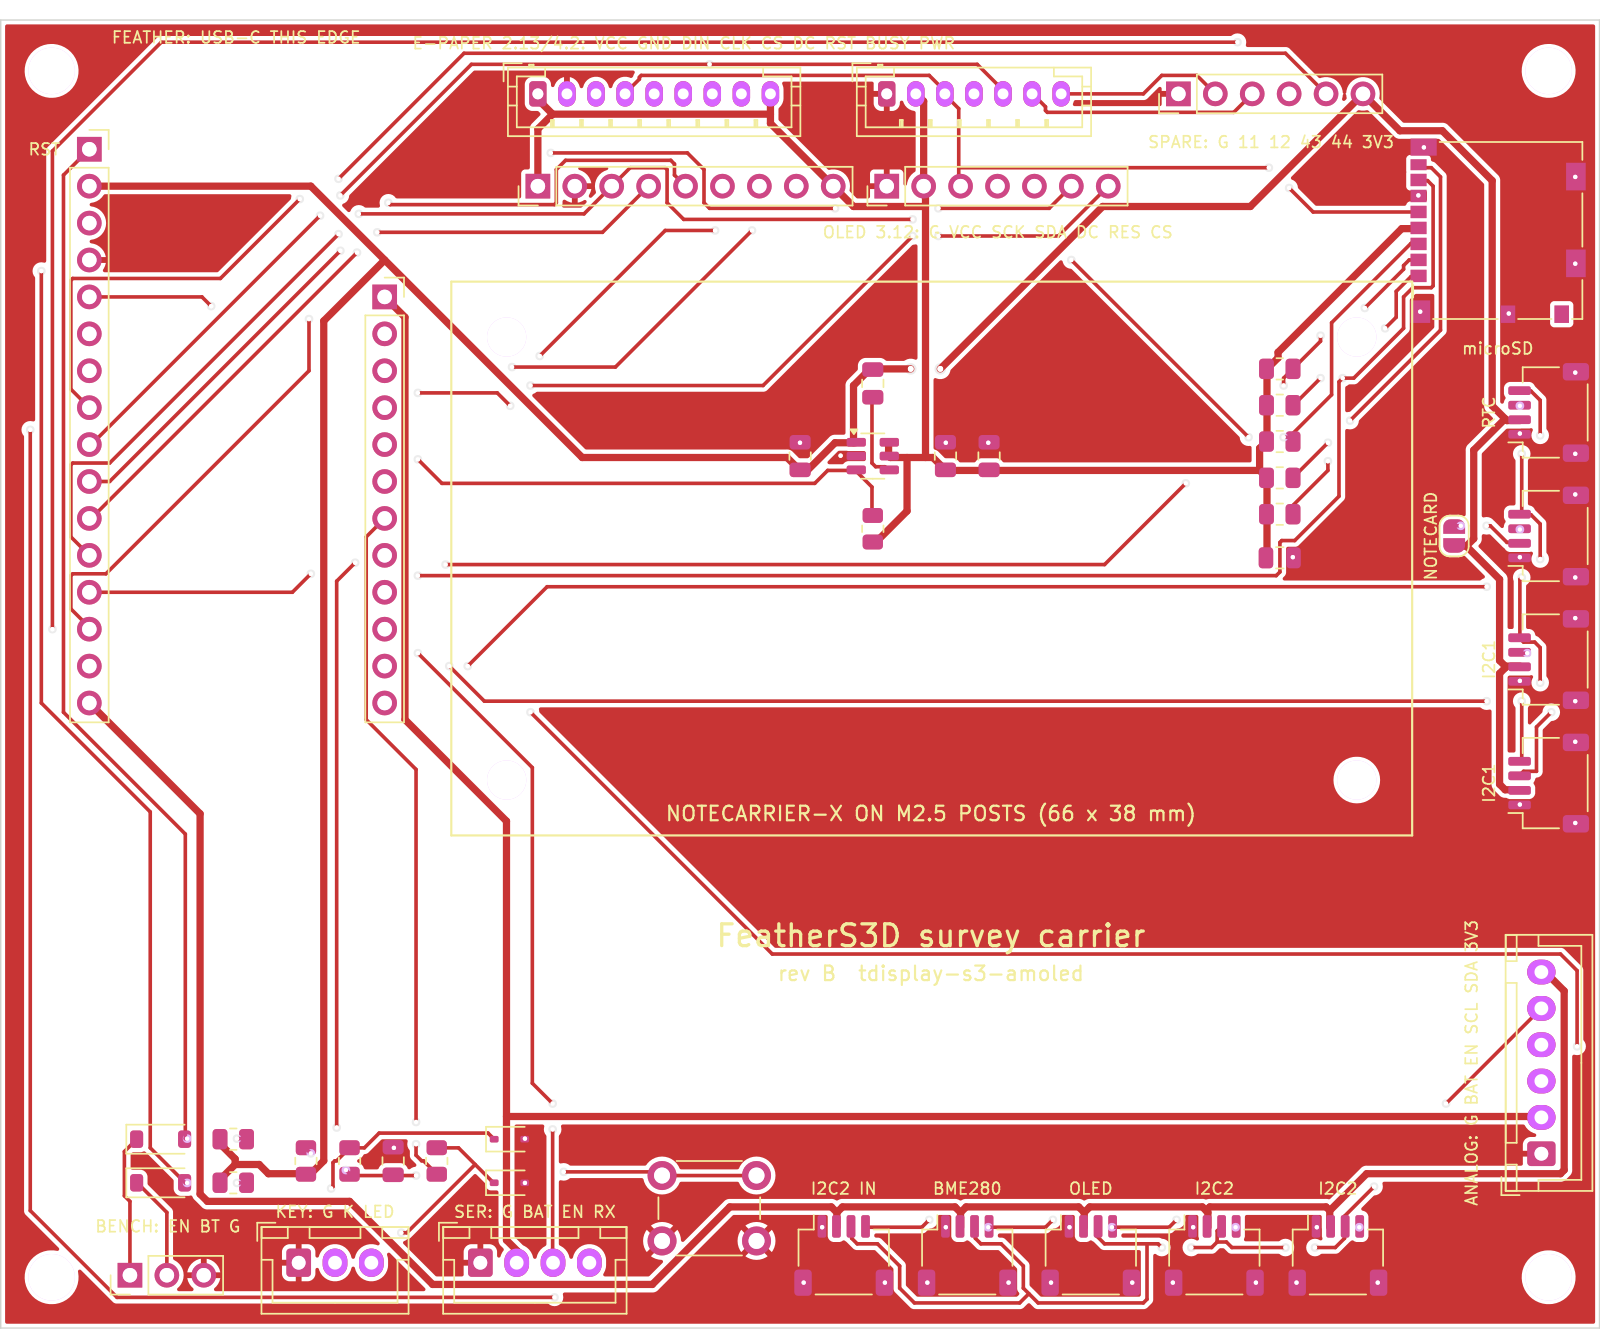 FEATHER: USB-C THIS EDGE
E-PAPER 2.13/4.2: VCC GND DIN CLK CS DC RST BUSY PWR
RST
SPARE: G 11 12 43 44 3V3
OLED 3.12: G VCC SCK SDA DC RES CS
microSD
RTC
NOTECARD
I2C1
I2C1
NOTECARRIER-X ON M2.5 POSTS (66 x 38 mm)
FeatherS3D survey carrier
rev B  tdisplay-s3-amoled
ANALOG: G BAT EN SCL SDA 3V3
I2C2 IN
BME280
OLED
I2C2
I2C2
KEY: G K LED
SER: G BAT EN RX
BENCH: EN BT G